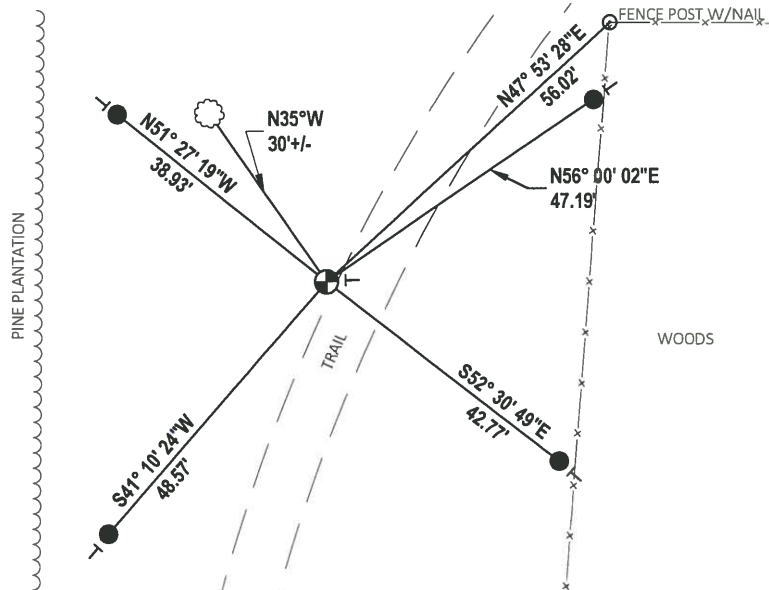 FENCE POST W/NAIL
N47° 53' 28"E
56.02'
N35°W
30'+/-
N51° 27' 19"W
38.93'
N56° 00' 02"E
47.19'
PINE PLANTATION
TRAIL
WOODS
S52° 30' 49"E
42.77'
S41° 10' 24"W
48.57'